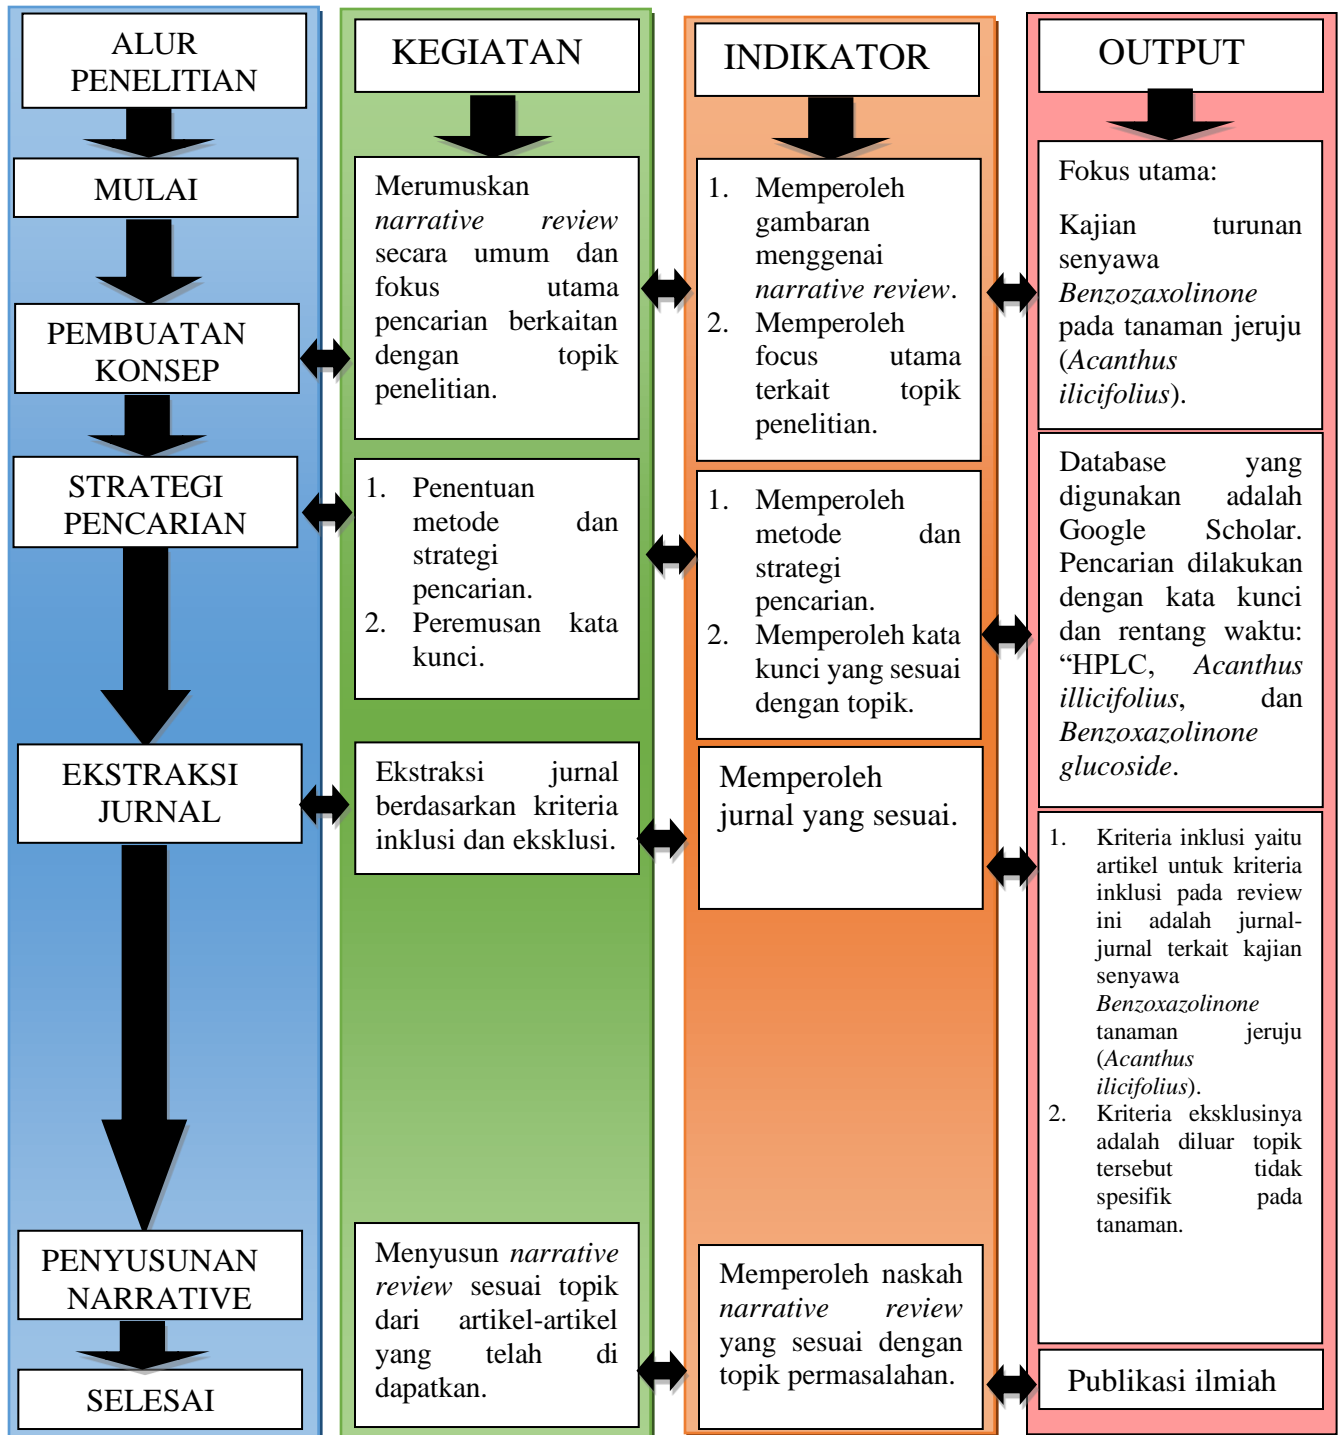 ALUR
PENELITIAN
MULAI
PEMBUATAN
KONSEP
STRATEGI
PENCARIAN
EKSTRAKSI
JURNAL
PENYUSUNAN
NARRATIVE
SELESAI
KEGIATAN
Merumuskan
narrative review
secara umum dan
fokus utama
pencarian berkaitan
dengan topik
penelitian.
1. Penentuan
metode dan
strategi
pencarian.
2. Peremusan kata
kunci.
Ekstraksi jurnal
berdasarkan kriteria
inklusi dan eksklusi.
Menyusun narrative
review sesuai topik
dari artikel-artikel
yang telah di
dapatkan.
INDIKATOR
1. Memperoleh
gambaran
menggenai
narrative review.
2. Memperoleh
focus utama
terkait topik
penelitian.
1. Memperoleh
metode dan
strategi
pencarian.
2. Memperoleh kata
kunci yang sesuai
dengan topik.
Memperoleh
jurnal yang sesuai.
Memperoleh naskah
narrative review
yang sesuai dengan
topik permasalahan.
OUTPUT
Fokus utama:
Kajian turunan
senyawa
Benzozaxolinone
pada tanaman jeruju
(Acanthus
ilicifolius).
Database yang
digunakan adalah
Google Scholar.
Pencarian dilakukan
dengan kata kunci
dan rentang waktu:
“HPLC, Acanthus
illicifolius, dan
Benzoxazolinone
glucoside.
1. Kriteria inklusi yaitu
artikel untuk kriteria
inklusi pada review
ini adalah jurnal-
jurnal terkait kajian
senyawa
Benzoxazolinone
tanaman jeruju
(Acanthus
ilicifolius).
2. Kriteria eksklusinya
adalah diluar topik
tersebut tidak
spesifik pada
tanaman.
Publikasi ilmiah